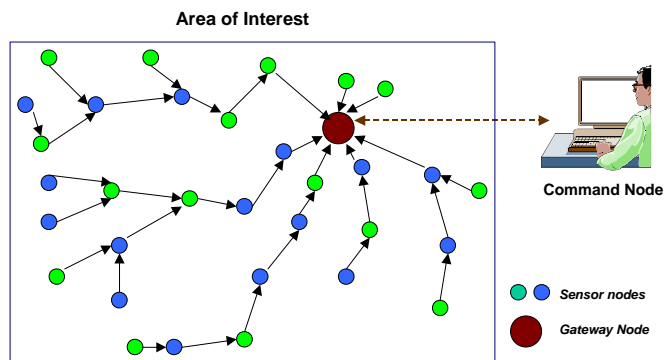 Area of Interest
Command Node
Sensor nodes
Gateway Node